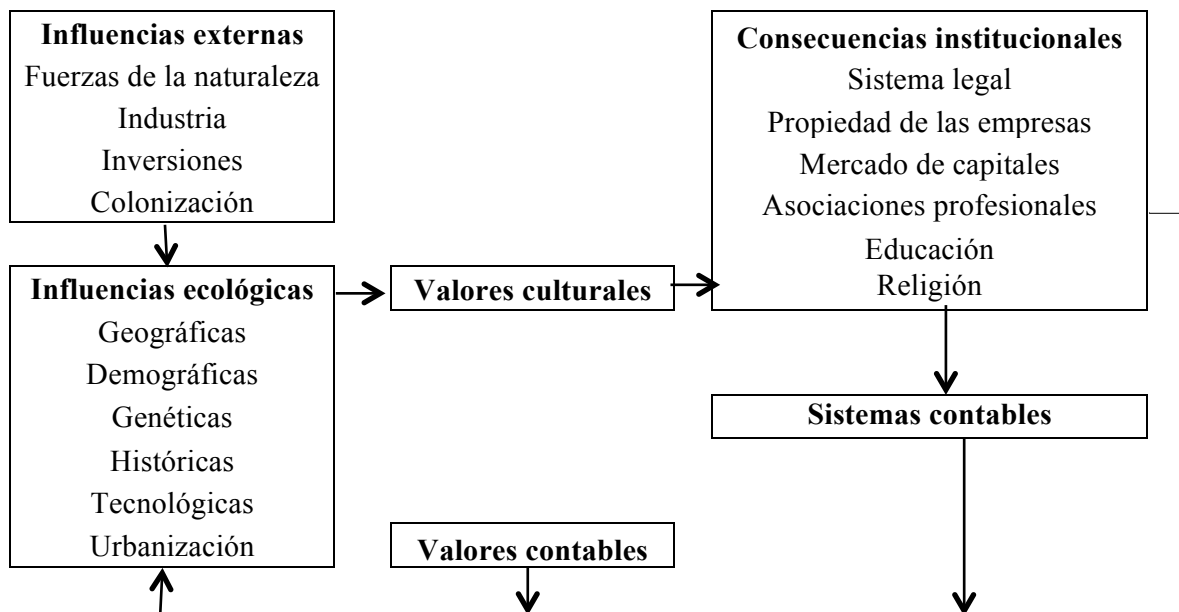 Influencias externas
Fuerzas de la naturaleza
Industria
Inversiones
Colonización
Influencias ecológicas
Geográficas
Demográficas
Genéticas
Históricas
Tecnológicas
Urbanización
Valores culturales
Valores contables
Consecuencias institucionales
Sistema legal
Propiedad de las empresas
Mercado de capitales
Asociaciones profesionales
Educación
Religión
Sistemas contables